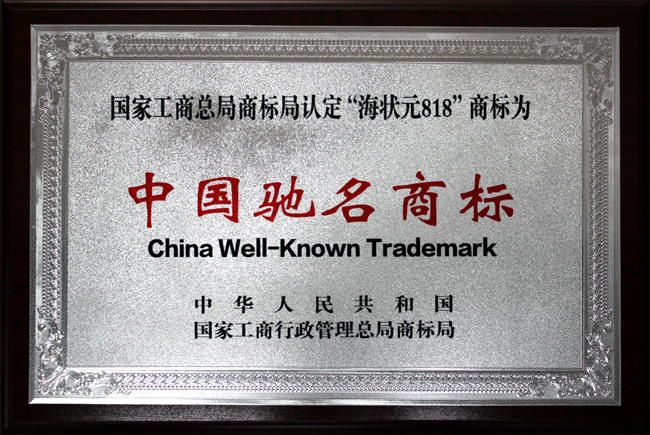 国家工商总局商标局认定“海状元818”商标为
中国驰名商标
China Well-Known Trademark
中华人民共和国
国家工商行政管理总局商标局